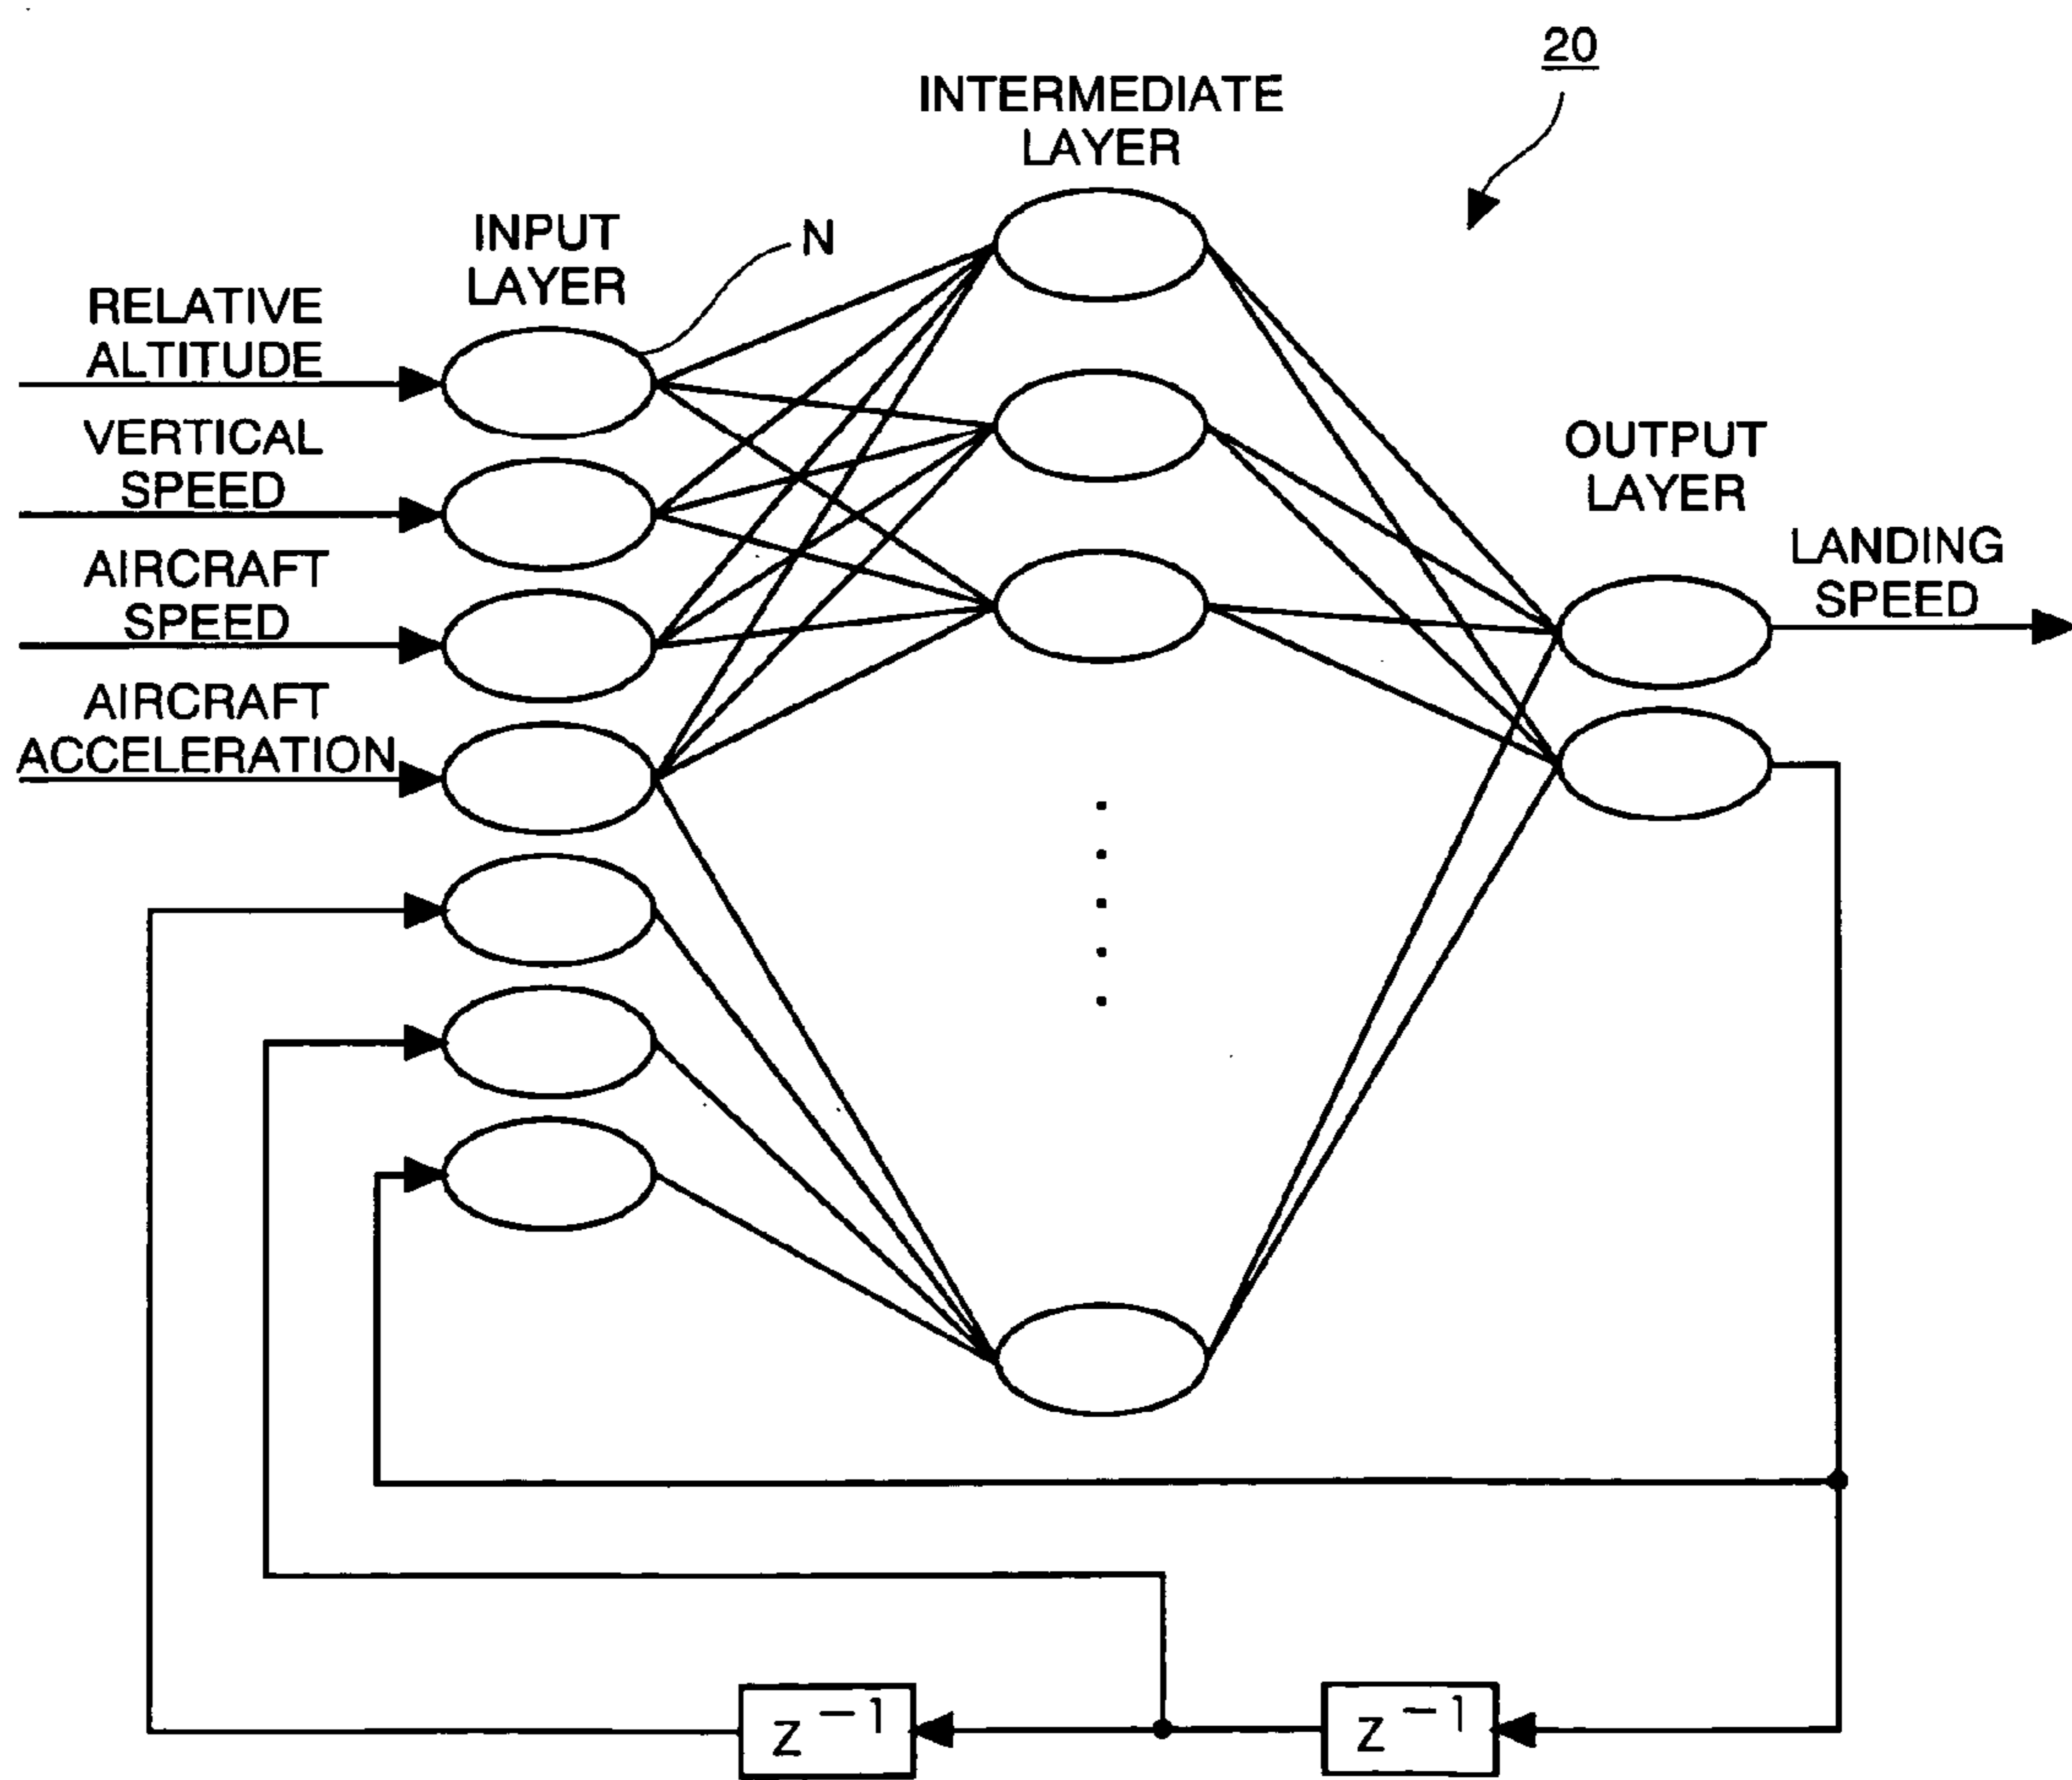 20
INTERMEDIATE
LAYER
INPUT
LAYER
N
RELATIVE
ALTITUDE
VERTICAL
SPEED
AIRCRAFT
SPEED
AIRCRAFT
ACCELERATION
OUTPUT
LAYER
LANDING
SPEED
z⁻¹
z⁻¹